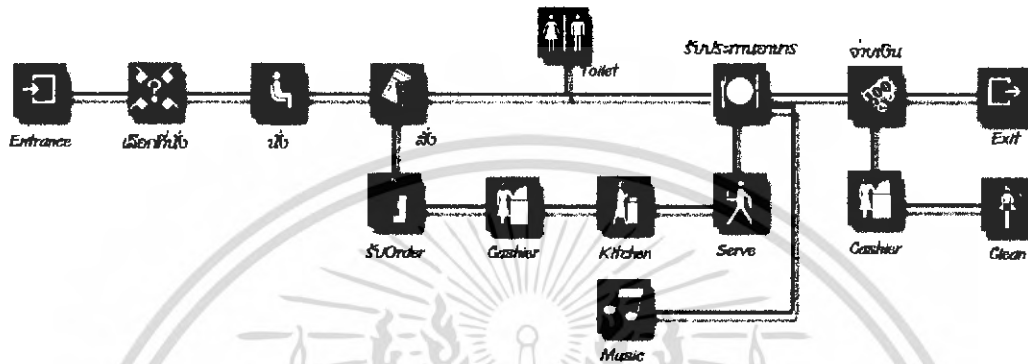 Toilet
รับประทานอาหาร
จ่ายเงิน
Entrance
เลือกที่นั่ง
นั่ง
สั่ง
Exit
รับOrder
Cashier
Kitchen
Serve
Cashier
Clean
Music